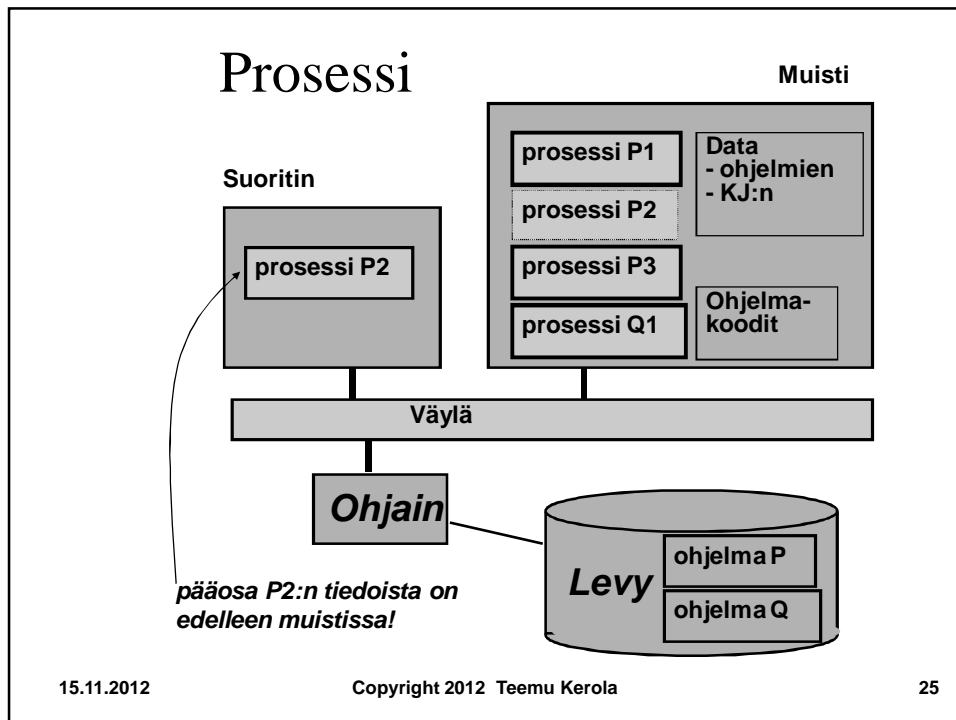 Prosessi
Muisti
Suoritin
prosessi P1
prosessi P2
prosessi P3
prosessi Q1
Data
- ohjelmien
- KJ:n
Ohjelma-
koodit
prosessi P2
Väylä
Ohjain
Levy
ohjelma P
ohjelma Q
pääosa P2:n tiedoista on
edelleen muistissa!
15.11.2012
Copyright 2012 Teemu Kerola
25